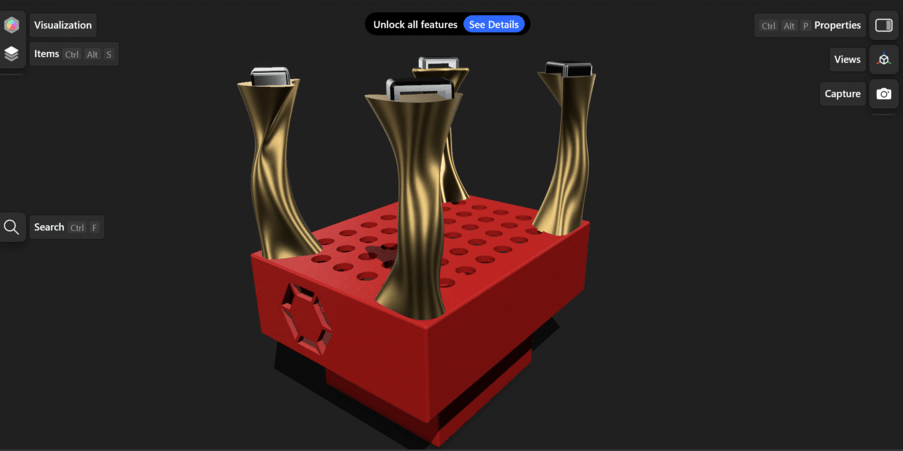 Visualization
Unlock all features See Details
Ctrl Alt P Properties
Items Ctrl Alt S
Views
Capture
Search Ctrl F